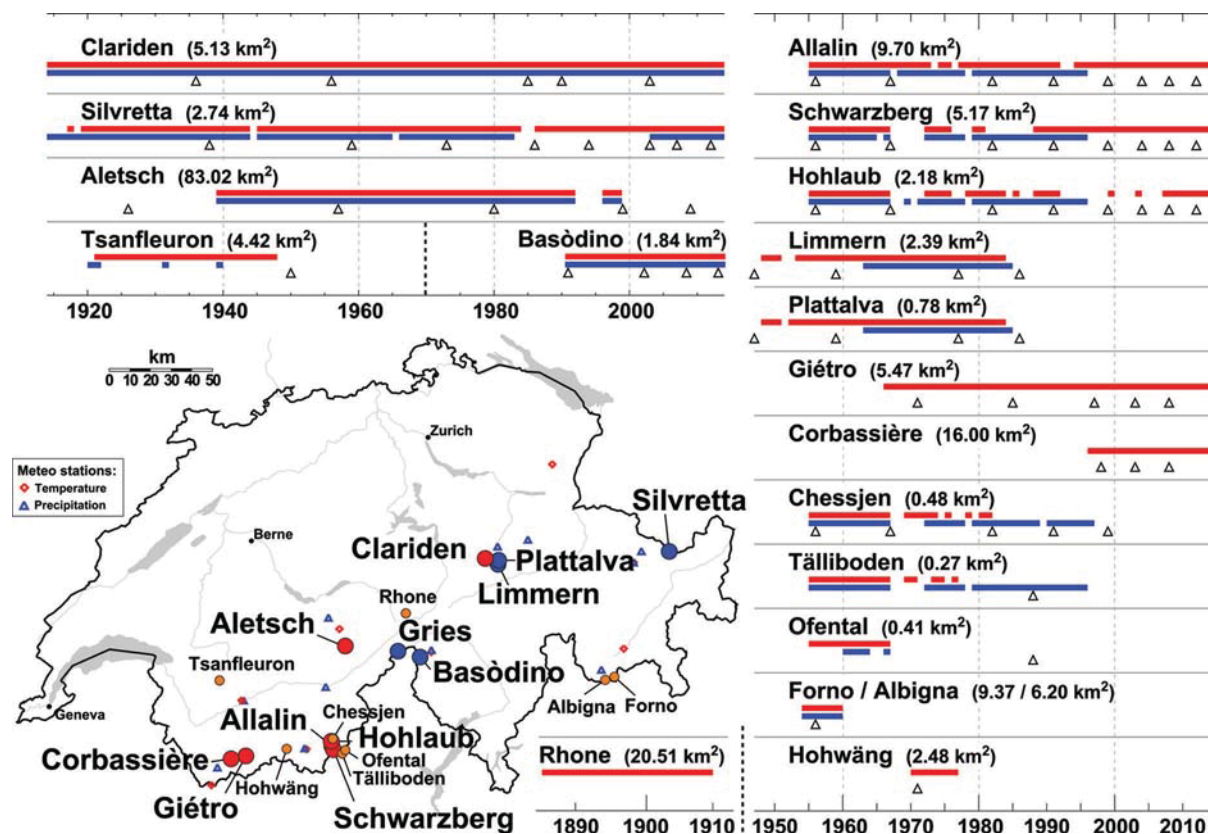 Clariden (5.13 km²)
Silvretta (2.74 km²)
Aletsch (83.02 km²)
Tsanfleuron (4.42 km²)
Basòdino (1.84 km²)
1920 1940 1960 1980 2000
km
0 10 20 30 40 50
Zurich
Meteo stations:
Temperature
Precipitation
Berne
Silvretta
Clariden
Plattalva
Limmern
Rhone
Aletsch
Gries
Tsanfleuron
Basòdino
Geneva
Albigna
Forno
Allalin
Chessjen
Hohlaub
Corbassière
Ofental
Hohwäng
Tälliboden
Giétro
Schwarzberg
Rhone (20.51 km²)
1890 1900 1910
Allalin (9.70 km²)
Schwarzberg (5.17 km²)
Hohlaub (2.18 km²)
Limmern (2.39 km²)
Plattalva (0.78 km²)
Giétro (5.47 km²)
Corbassière (16.00 km²)
Chessjen (0.48 km²)
Tälliboden (0.27 km²)
Ofental (0.41 km²)
Forno / Albigna (9.37 / 6.20 km²)
Hohwäng (2.48 km²)
1950 1960 1970 1980 1990 2000 2010